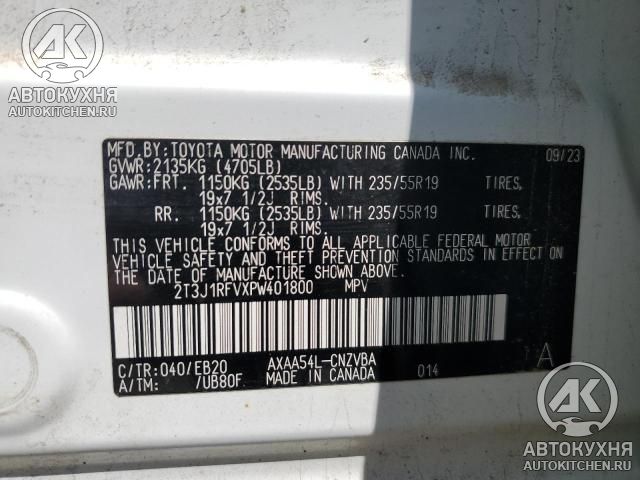 AK
АВТОКУХНЯ
AUTOKITCHEN.RU
MFD.BY:TOYOTA MOTOR MANUFACTURING CANADA INC. 09/23
GVWR:2135KG (4705LB)
GAWR:FRT. 1150KG (2535LB) WITH 235/55R19 TIRES,
19x7 1/2J RIMS.
RR. 1150KG (2535LB) WITH 235/55R19 TIRES,
19x7 1/2J RIMS.
THIS VEHICLE CONFORMS TO ALL APPLICABLE FEDERAL MOTOR
VEHICLE SAFETY AND THEFT PREVENTION STANDARDS IN EFFECT ON
THE DATE OF MANUFACTURE SHOWN ABOVE.
2T3J1RFVXPW401800 MPV
C/TR:040/EB20 AXAA54L-CNZVBA A
A/TM: /UB80F MADE IN CANADA 014
AK
АВТОКУХНЯ
AUTOKITCHEN.RU